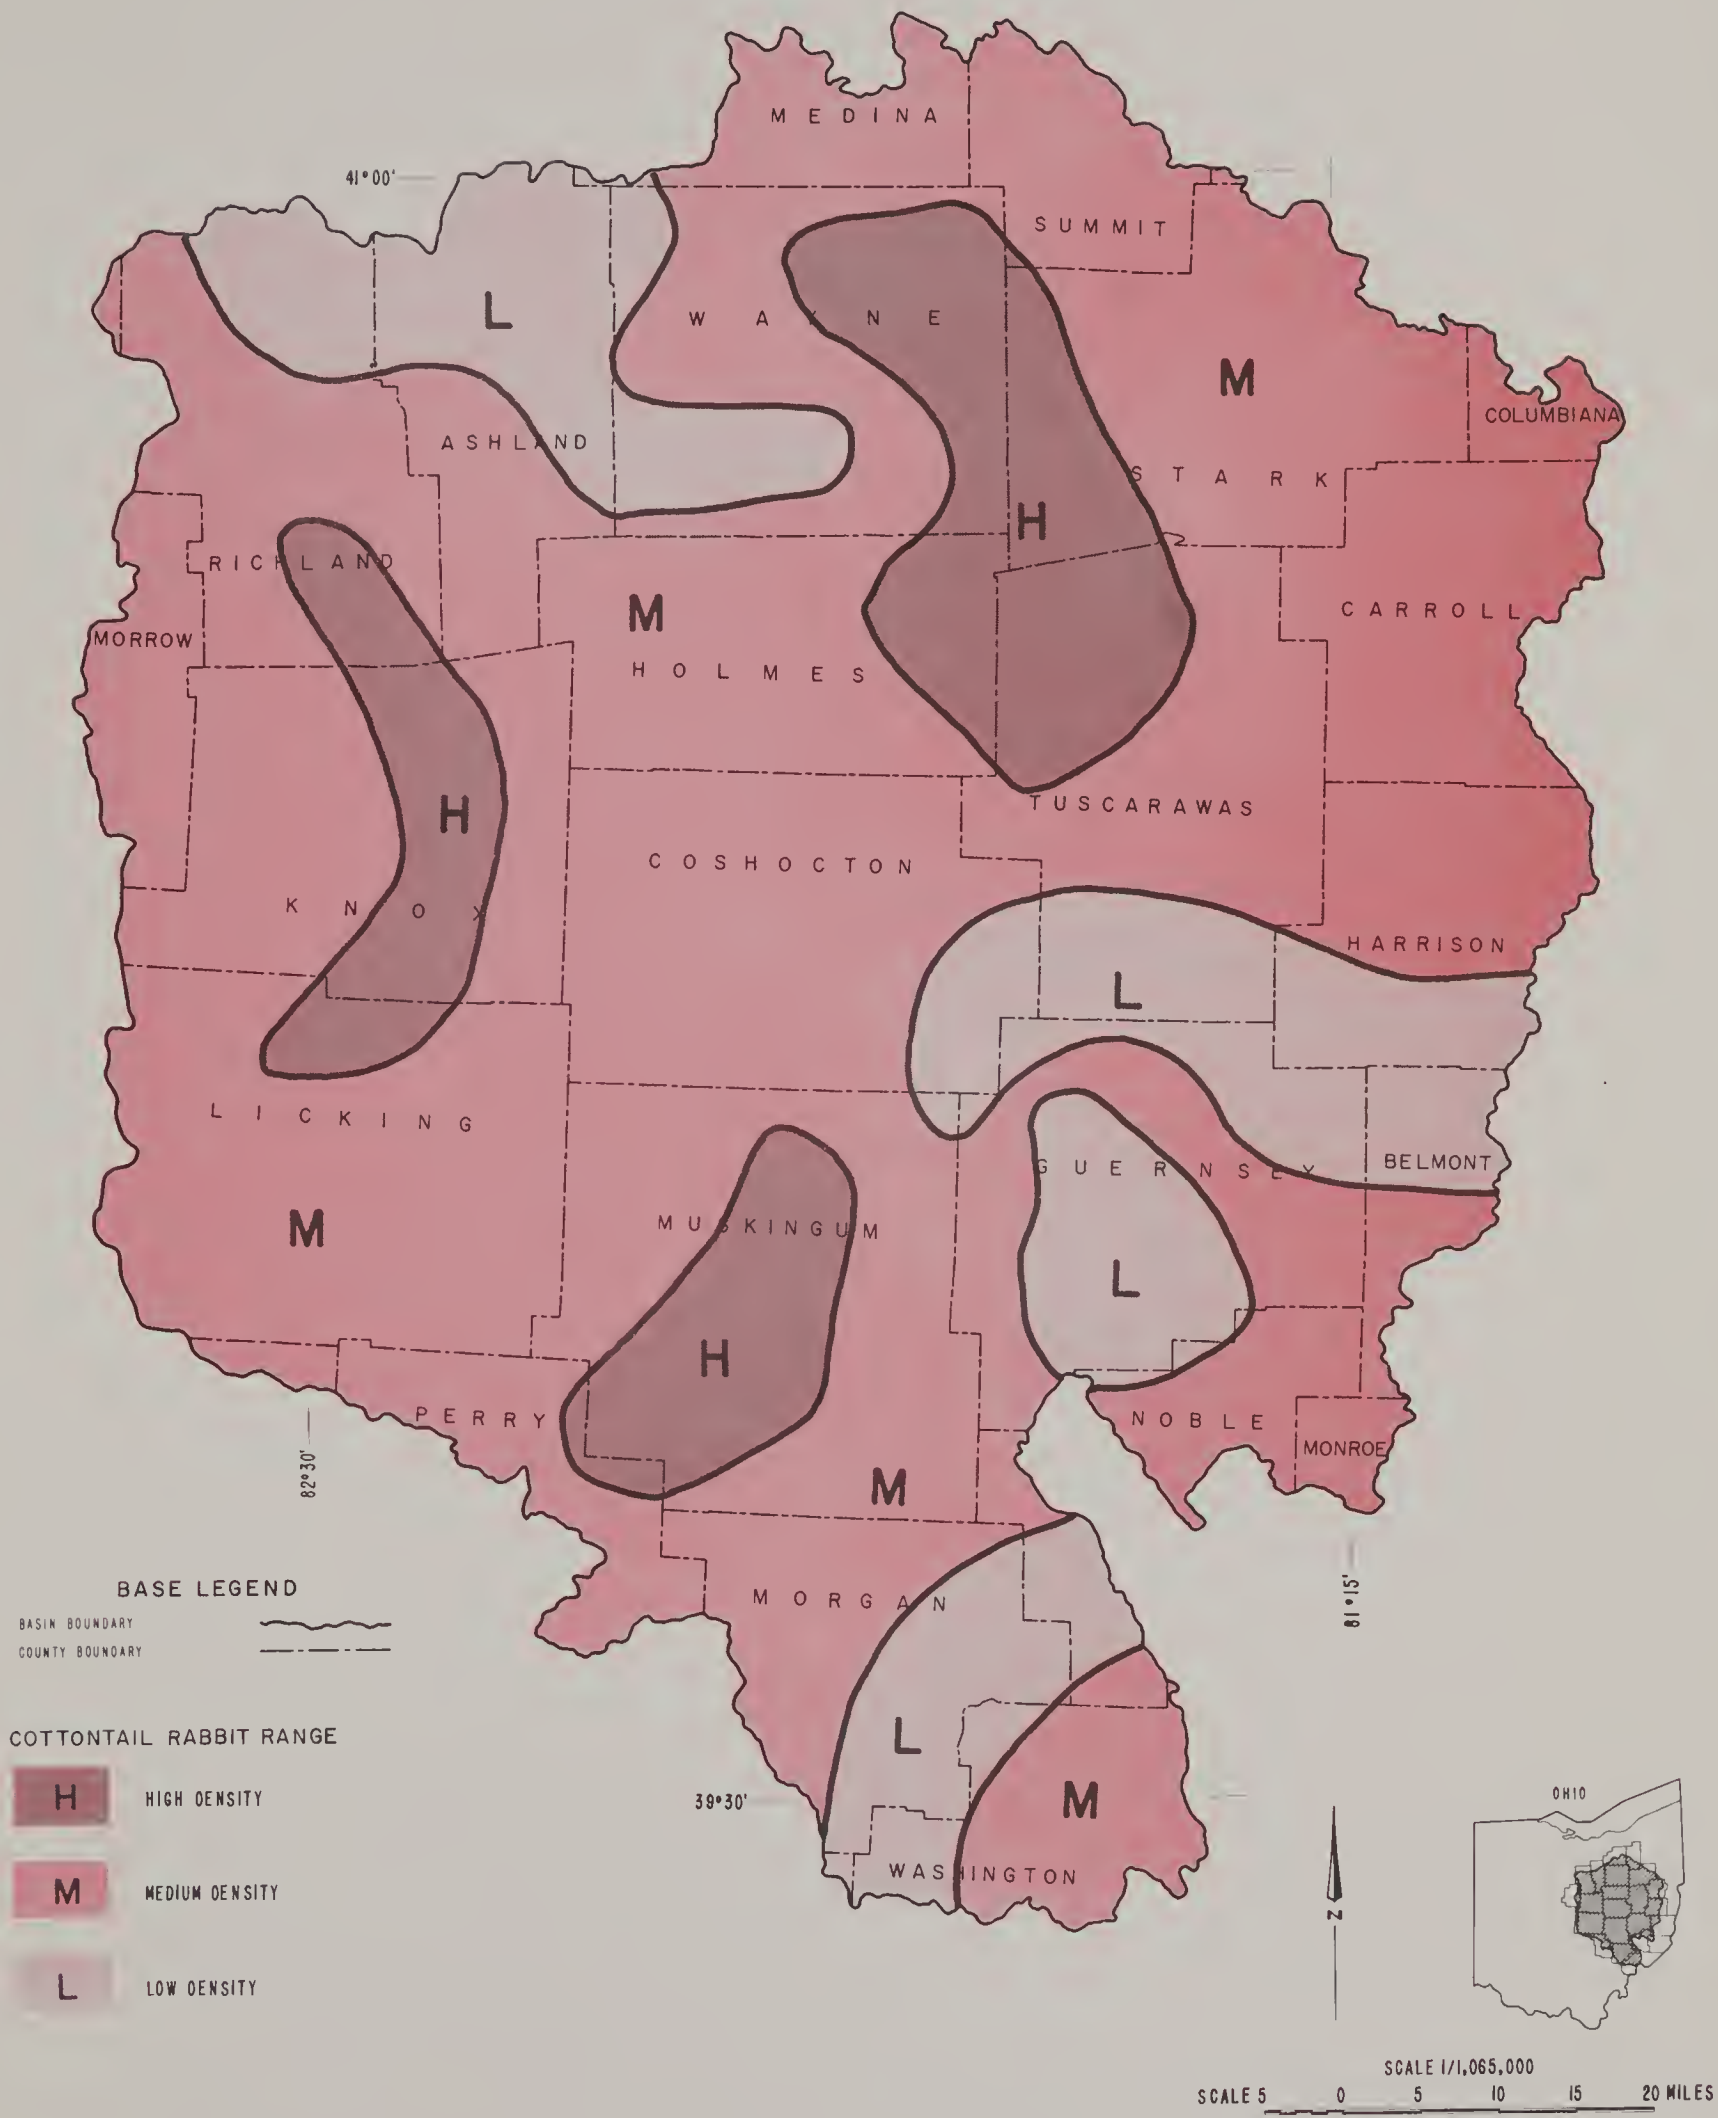 MEDINA
41°00'
SUMMIT
L
WAYNE
M
COLUMBIANA
ASHLAND
STARK
H
RICHLAND
M
CARROLL
MORROW
HOLMES
H
TUSCARAWAS
COSHOCTON
KNOX
HARRISON
L
LICKING
GUERNSEY
BELMONT
M
MUSKINGUM
L
H
PERRY
NOBLE
MONROE
82°30'
M
BASE LEGEND
BASIN BOUNDARY
COUNTY BOUNDARY
81°15'
MORGAN
COTTONTAIL RABBIT RANGE
L
H HIGH DENSITY
39°30'
M
OHIO
M MEDIUM DENSITY
WASHINGTON
N
L LOW DENSITY
SCALE 1/1,065,000
SCALE 5 0 5 10 15 20 MILES